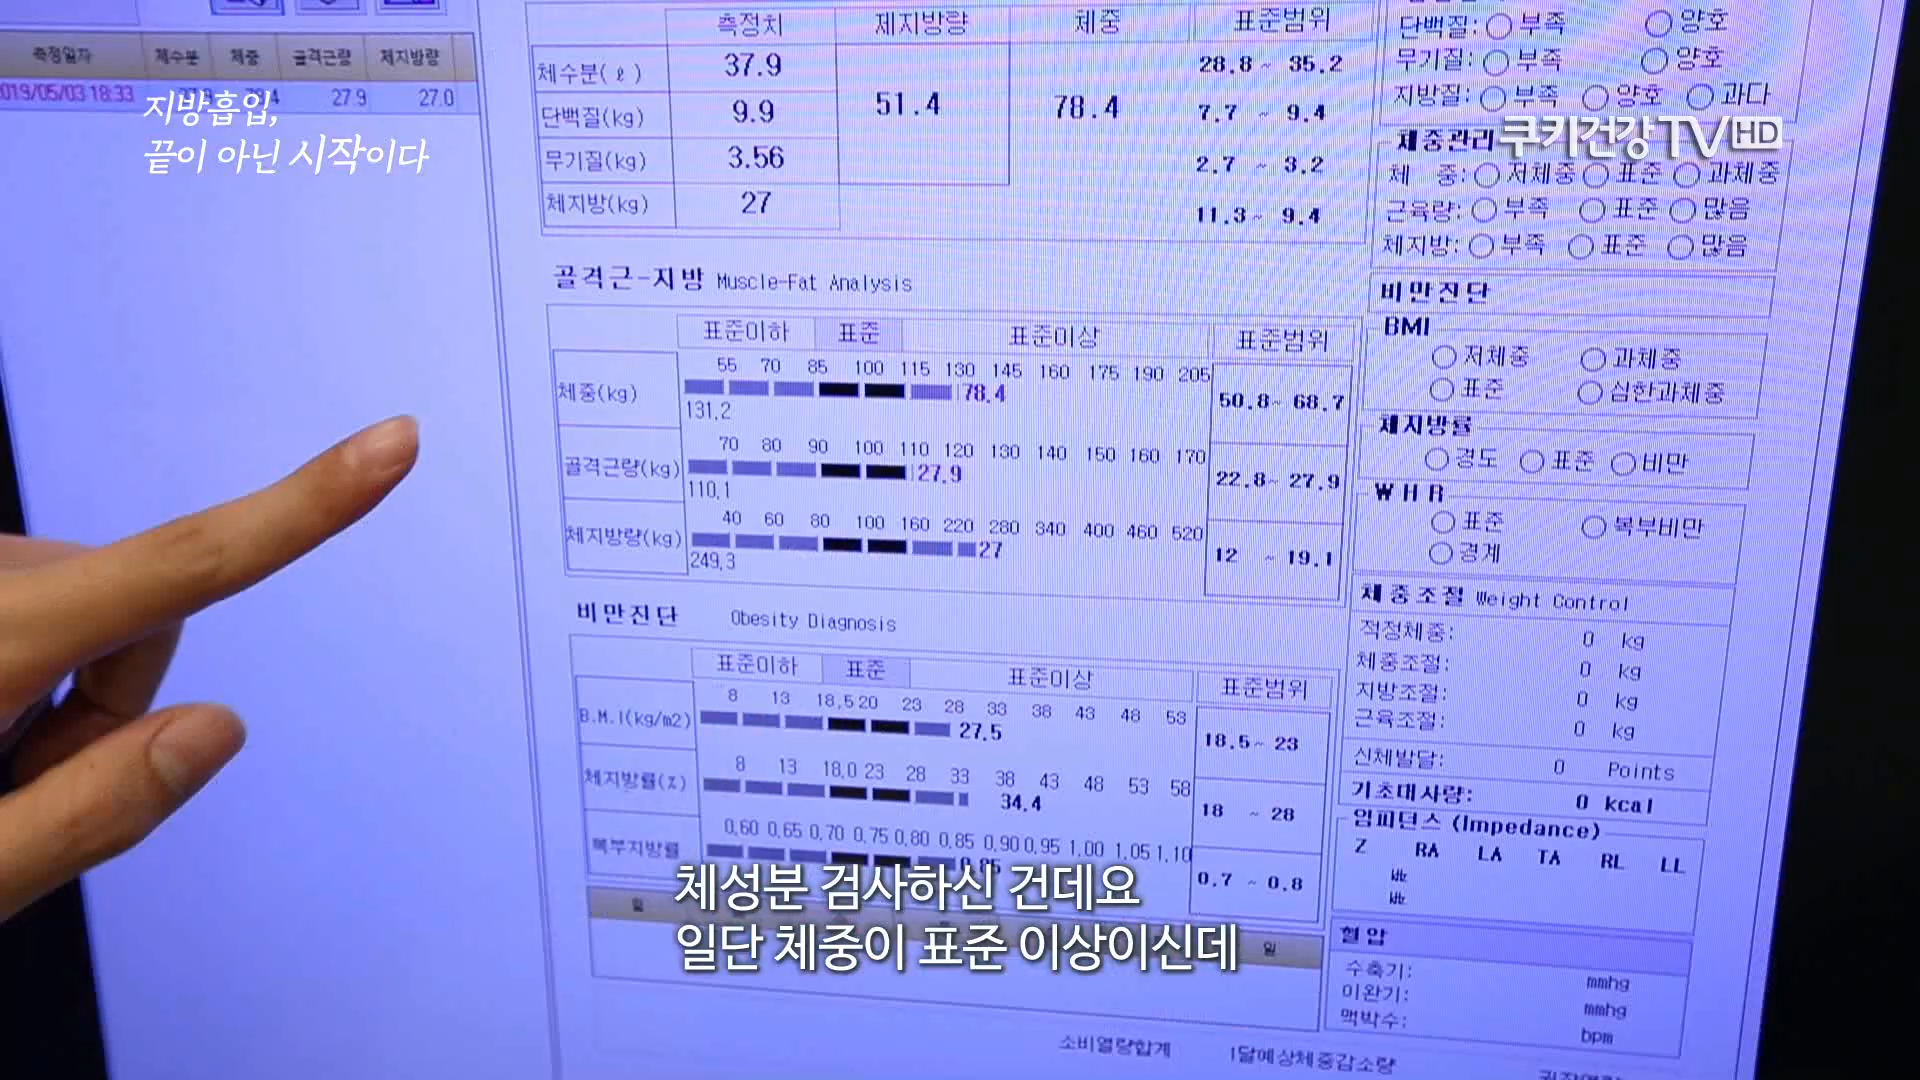 측정일자 체수분 체중 골격근량 체지방량
2019/05/03 18:33 37.9 78.4 27.9 27.0
지방흡입,
끝이 아닌 시작이다
쿠키건강TV HD
측정치 제지방량 체중 표준범위
체수분(ℓ) 37.9 28.8 ~ 35.2
단백질(kg) 9.9 51.4 78.4 7.7 ~ 9.4
무기질(kg) 3.56 2.7 ~ 3.2
체지방(kg) 27 11.3~ 9.4
골격근-지방 Muscle-Fat Analysis
표준이하 표준 표준이상 표준범위
55 70 85 100 115 130 145 160 175 190 205
체중(kg) 78.4 50.8~ 68.7
131.2
70 80 90 100 110 120 130 140 150 160 170
골격근량(kg) 27.9 22.8~ 27.9
110.1
40 60 80 100 160 220 280 340 400 460 520
체지방량(kg) 27 12 ~ 19.1
249.3
비만진단 Obesity Diagnosis
표준이하 표준 표준이상 표준범위
8 13 18.5 20 23 28 33 38 43 48 53
B.M.I(kg/m2) 27.5 18.5~ 23
8 13 18.0 23 28 33 38 43 48 53 58
체지방률(%) 34.4 18 ~ 28
0.60 0.65 0.70 0.75 0.80 0.85 0.90 0.95 1.00 1.05 1.10
복부지방률 0.85 0.7 ~ 0.8
일 일
단백질: 부족 양호
무기질: 부족 양호
지방질: 부족 양호 과다
체중관리
체 중: 저체중 표준 과체중
근육량: 부족 표준 많음
체지방: 부족 표준 많음
비만진단
BMI
저체중 과체중
표준 심한과체중
체지방률
경도 표준 비만
WHR
표준 복부비만
경계
체중조절 Weight Control
적정체중: 0 kg
체중조절: 0 kg
지방조절: 0 kg
근육조절: 0 kg
신체발달: 0 Points
기초대사량: 0 kcal
임피던스 (Impedance)
Z RA LA TA RL LL
혈압
수축기: mmhg
이완기: mmhg
맥박수: bpm
소비열량합계 1달예상체중감소량
체성분 검사하신 건데요
일단 체중이 표준 이상이신데